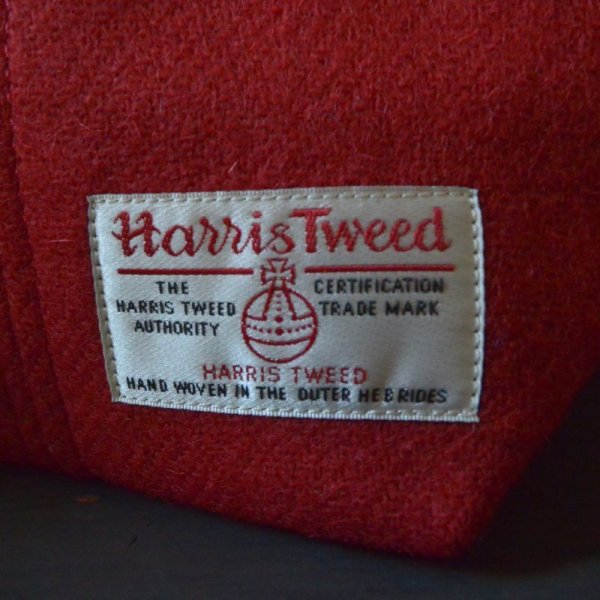 Harris Tweed
THE CERTIFICATION
HARRIS TWEED TRADE MARK
AUTHORITY
HARRIS TWEED
HAND WOVEN IN THE OUTER HEBRIDES